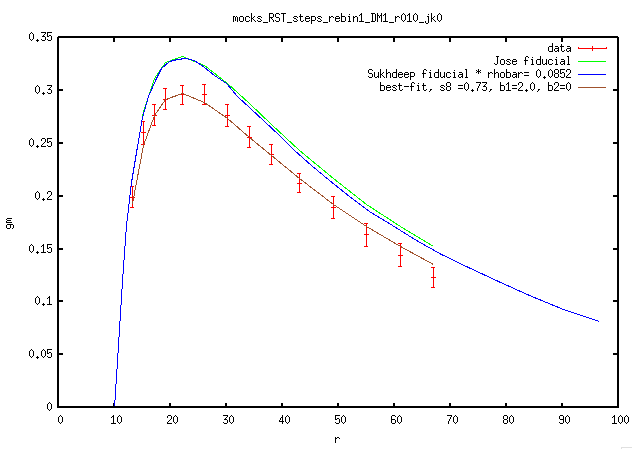 mocks_RST_steps_rebin1_DM1_r010_jk0
0.35
0.3
0.25
0.2
0.15
0.1
0.05
0
gm
data
Jose fiducial
Sukhdeep fiducial * rhobar= 0.0852
best-fit, s8 =0.73, b1=2.0, b2=0
0 10 20 30 40 50 60 70 80 90 100
r